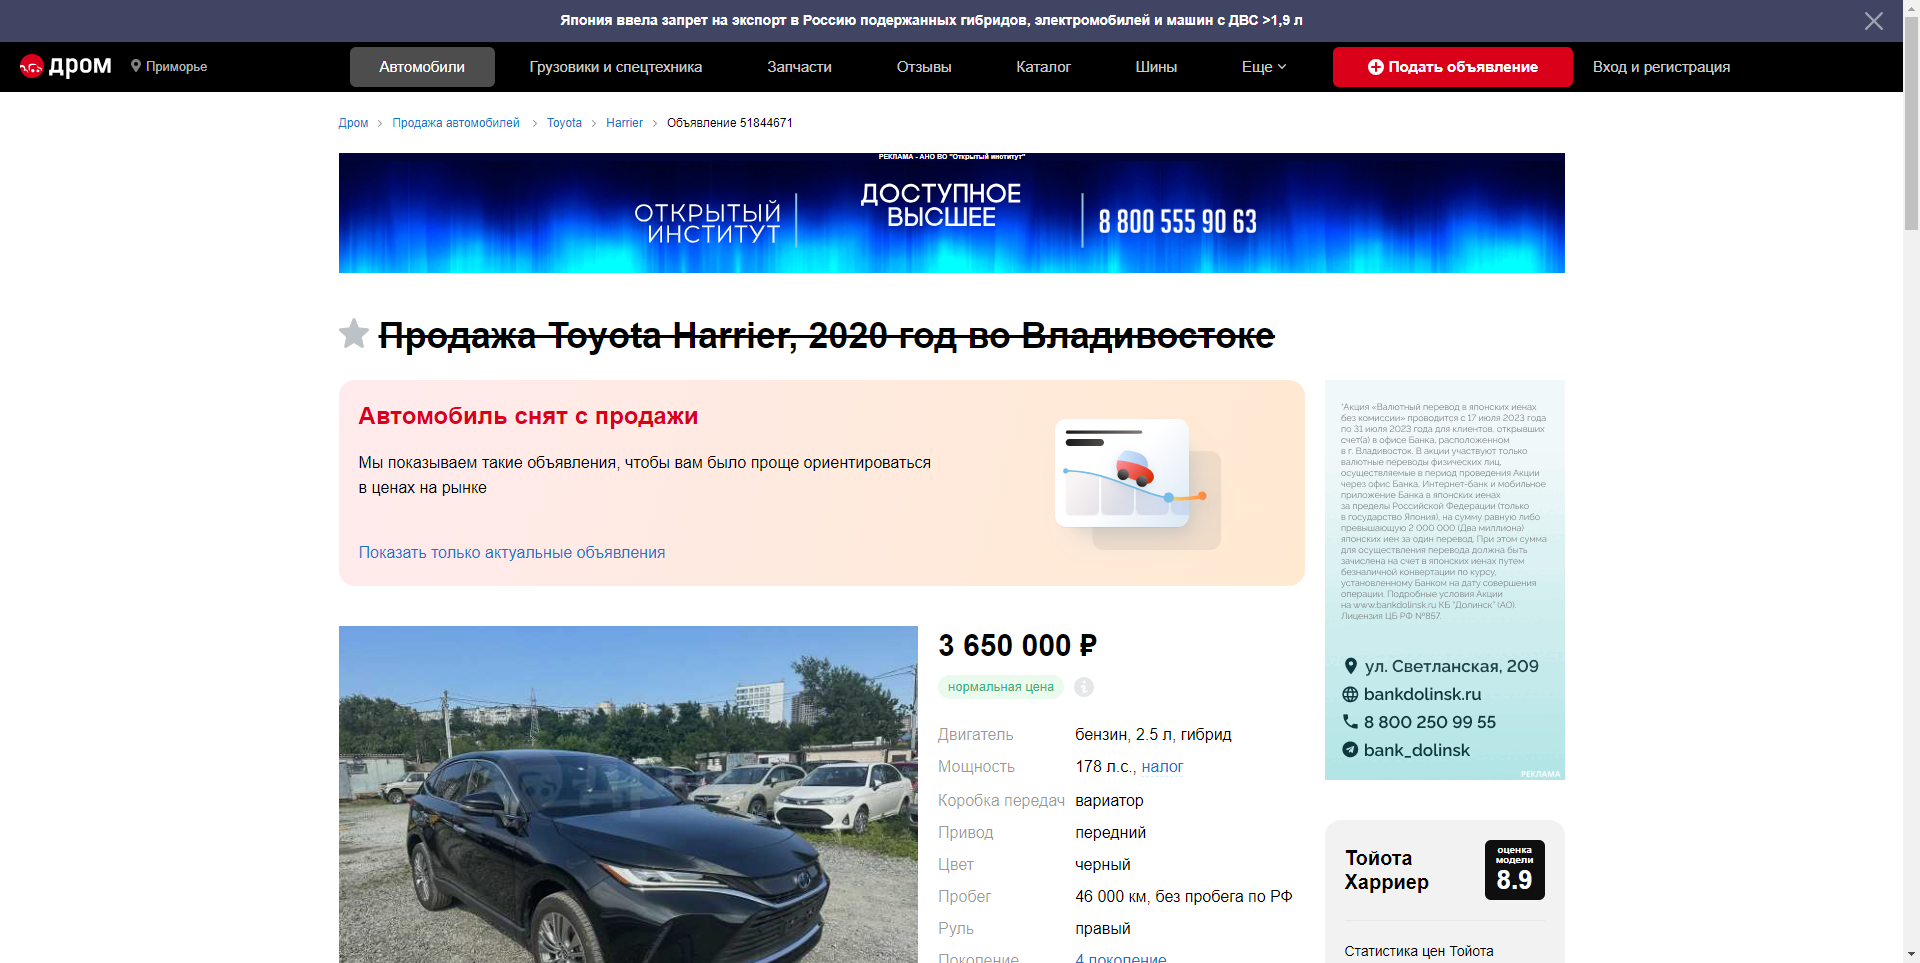 Япония ввела запрет на экспорт в Россию подержанных гибридов, электромобилей и машин с ДВС >1,9 л
дром
Приморье
Автомобили
Грузовики и спецтехника
Запчасти
Отзывы
Каталог
Шины
Еще
Подать объявление
Вход и регистрация
Дром > Продажа автомобилей > Toyota > Harrier > Объявление 51844671
РЕКЛАМА - АНО ВО "Открытый институт"
ОТКРЫТЫЙ
ИНСТИТУТ
ДОСТУПНОЕ
ВЫСШЕЕ
8 800 555 90 63
Продажа Toyota Harrier, 2020 год во Владивостоке
Автомобиль снят с продажи
Мы показываем такие объявления, чтобы вам было проще ориентироваться
в ценах на рынке
Показать только актуальные объявления
3 650 000 ₽
нормальная цена
Двигатель бензин, 2.5 л, гибрид
Мощность 178 л.с., налог
Коробка передач вариатор
Привод передний
Цвет черный
Пробег 46 000 км, без пробега по РФ
Руль правый
Поколение 4 поколение
*Акция «Валютный перевод в японских иенах
без комиссии» проводится с 17 июля 2023 года
по 31 июля 2023 года для клиентов, открывших
счет(а) в офисе Банка, расположенном
в г. Владивосток. В акции участвуют только
валютные переводы физических лиц,
осуществляемые в период проведения Акции
через офис Банка, Интернет-банк и мобильное
приложение Банка в японских иенах
за пределы Российской Федерации (только
в государство Япония), на сумму равную либо
превышающую 2 000 000 (Два миллиона)
японских иен за один перевод. При этом сумма
для осуществления перевода должна быть
зачислена на счет в японских иенах путем
безналичной конвертации по курсу,
установленному Банком на дату совершения
операции. Подробные условия Акции
на www.bankdolinsk.ru КБ "Долинск" (АО).
Лицензия ЦБ РФ №857.
ул. Светланская, 209
bankdolinsk.ru
8 800 250 99 55
bank_dolinsk
РЕКЛАМА
Тойота
Харриер
оценка
модели
8.9
Статистика цен Тойота